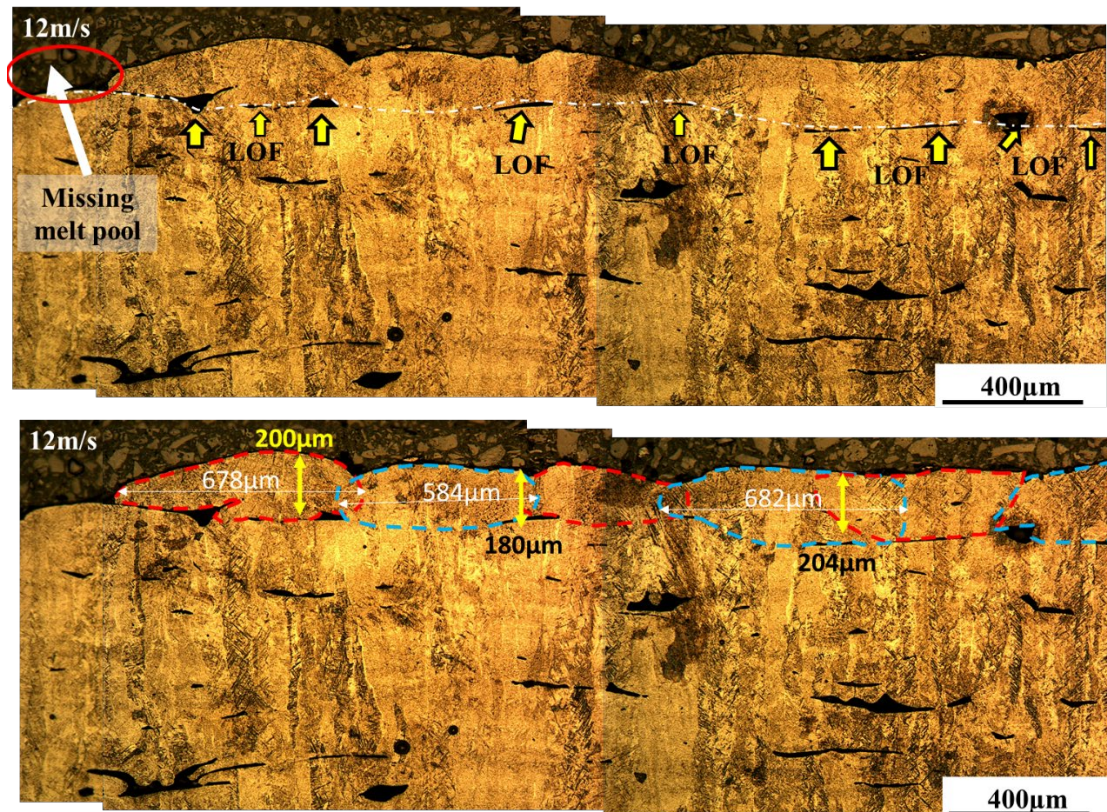 12m/s
LOF
LOF
LOF
LOF
LOF
Missing
melt pool
400µm
12m/s
200µm
678µm
584µm
682µm
180µm
204µm
400µm